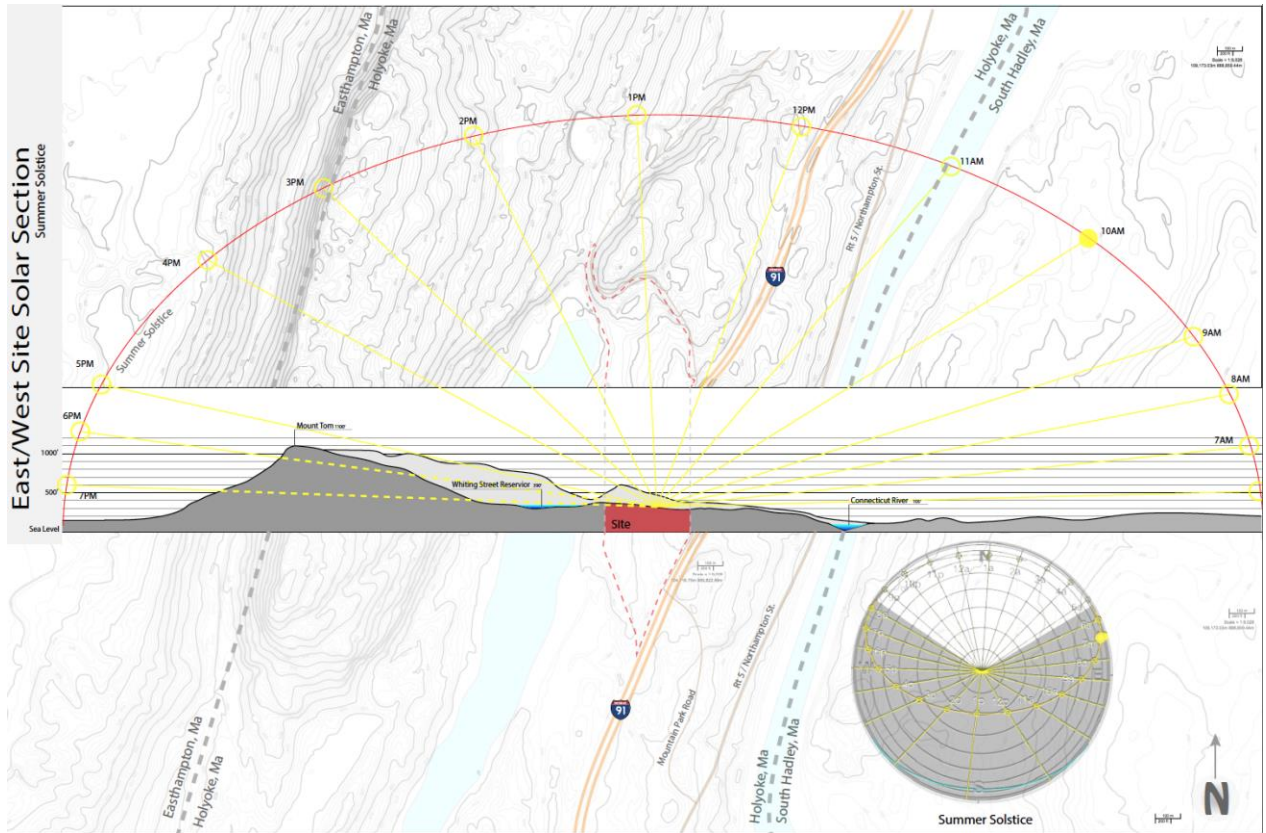 East/West Site Solar Section
Summer Solstice
Easthampton, Ma
Holyoke, Ma
Holyoke, Ma
South Hadley, Ma
1PM
12PM
2PM
11AM
3PM
Rt 5 / Northampton St.
10AM
4PM
91
Summer Solstice
9AM
5PM
8AM
6PM
Mount Tom 1100'
7AM
1000'
Whiting Street Reservior
500'
7PM
Connecticut River
Site
Sea Level
N
Mountain Park Road
Rt 5 / Northampton St.
91
Easthampton, Ma
Holyoke, Ma
Holyoke, Ma
South Hadley, Ma
Summer Solstice
N